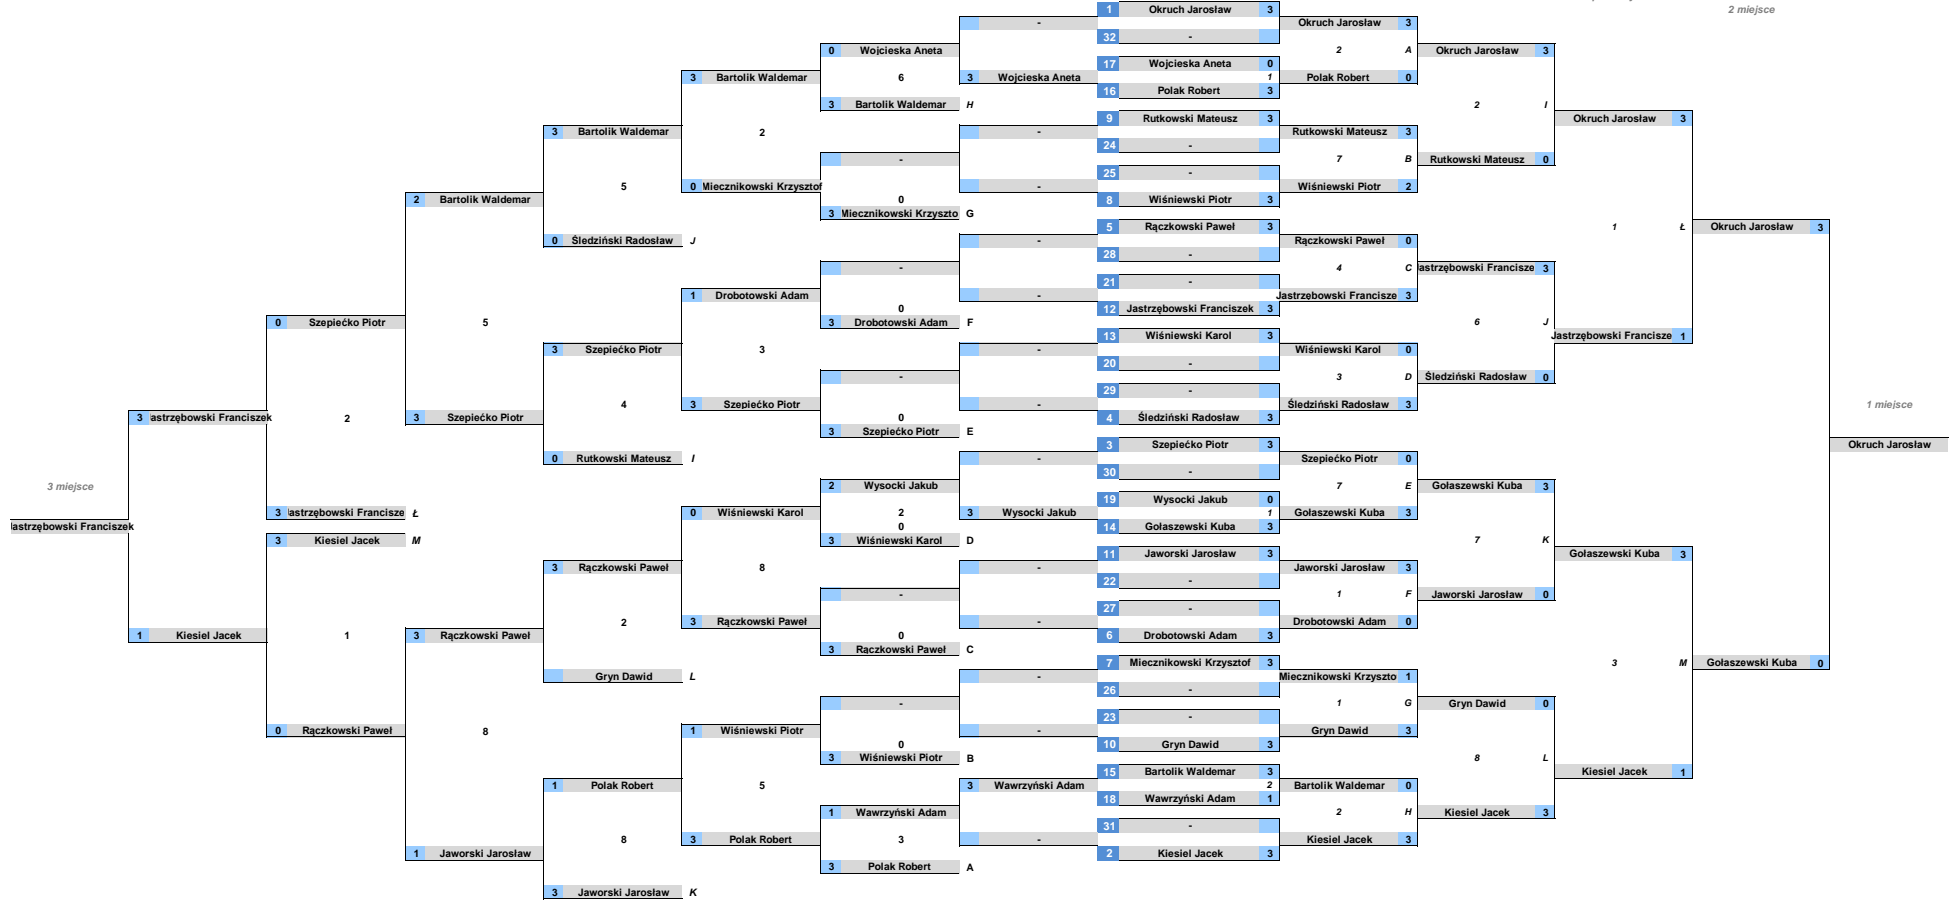 2 miejsce
1 Okruch Jarosław 3
- Okruch Jarosław 3
32 -
0 Wojcieska Aneta 2 A Okruch Jarosław 3
17 Wojcieska Aneta 0
3 Bartolik Waldemar 6 3 Wojcieska Aneta 1 Polak Robert 0
16 Polak Robert 3
3 Bartolik Waldemar H 2 I
9 Rutkowski Mateusz 3 Okruch Jarosław 3
3 Bartolik Waldemar 2 - Rutkowski Mateusz 3
24 -
- 7 B Rutkowski Mateusz 0
25 -
5 0 Miecznikowski Krzysztof - Wiśniewski Piotr 2
2 Bartolik Waldemar 0 8 Wiśniewski Piotr 3
3 Miecznikowski Krzyszto G
5 Rączkowski Paweł 3 1 Ł Okruch Jarosław 3
0 Śledziński Radosław J - Rączkowski Paweł 0
28 -
- 4 C Jastrzębowski Francisze 3
21 -
1 Drobotowski Adam - Jastrzębowski Francisze 3
0 12 Jastrzębowski Franciszek 3
0 Szepiećko Piotr 5 3 Drobotowski Adam F 6 J
13 Wiśniewski Karol 3 Jastrzębowski Francisze 1
3 Szepiećko Piotr 3 - Wiśniewski Karol 0
20 -
- 3 D Śledziński Radosław 0
29 -
4 3 Szepiećko Piotr - Śledziński Radosław 3
1 miejsce
3 Jastrzębowski Franciszek 2 3 Szepiećko Piotr 0 4 Śledziński Radosław 3
3 Szepiećko Piotr E
3 Szepiećko Piotr 3 Okruch Jarosław
0 Rutkowski Mateusz I - Szepiećko Piotr 0
30 -
3 miejsce 2 Wysocki Jakub 7 E Gołaszewski Kuba 3
19 Wysocki Jakub 0
3 Jastrzębowski Francisze Ł 0 Wiśniewski Karol 2 3 Wysocki Jakub 1 Gołaszewski Kuba 3
Jastrzębowski Franciszek 0 14 Gołaszewski Kuba 3
3 Kiesiel Jacek M 3 Wiśniewski Karol D 7 K
11 Jaworski Jarosław 3 Gołaszewski Kuba 3
3 Rączkowski Paweł 8 - Jaworski Jarosław 3
22 -
- 1 F Jaworski Jarosław 0
27 -
2 3 Rączkowski Paweł - Drobotowski Adam 0
1 Kiesiel Jacek 1 3 Rączkowski Paweł 0 6 Drobotowski Adam 3
3 Rączkowski Paweł C
7 Miecznikowski Krzysztof 3 3 M Gołaszewski Kuba 0
Gryn Dawid L - Miecznikowski Krzyszto 1
26 -
- 1 G Gryn Dawid 0
23 -
0 Rączkowski Paweł 8 1 Wiśniewski Piotr - Gryn Dawid 3
0 10 Gryn Dawid 3
3 Wiśniewski Piotr B 8 L
15 Bartolik Waldemar 3 Kiesiel Jacek 1
1 Polak Robert 5 3 Wawrzyński Adam 2 Bartolik Waldemar 0
18 Wawrzyński Adam 1
1 Wawrzyński Adam 2 H Kiesiel Jacek 3
31 -
8 3 Polak Robert 3 - Kiesiel Jacek 3
1 Jaworski Jarosław 2 Kiesiel Jacek 3
3 Polak Robert A
3 Jaworski Jarosław K